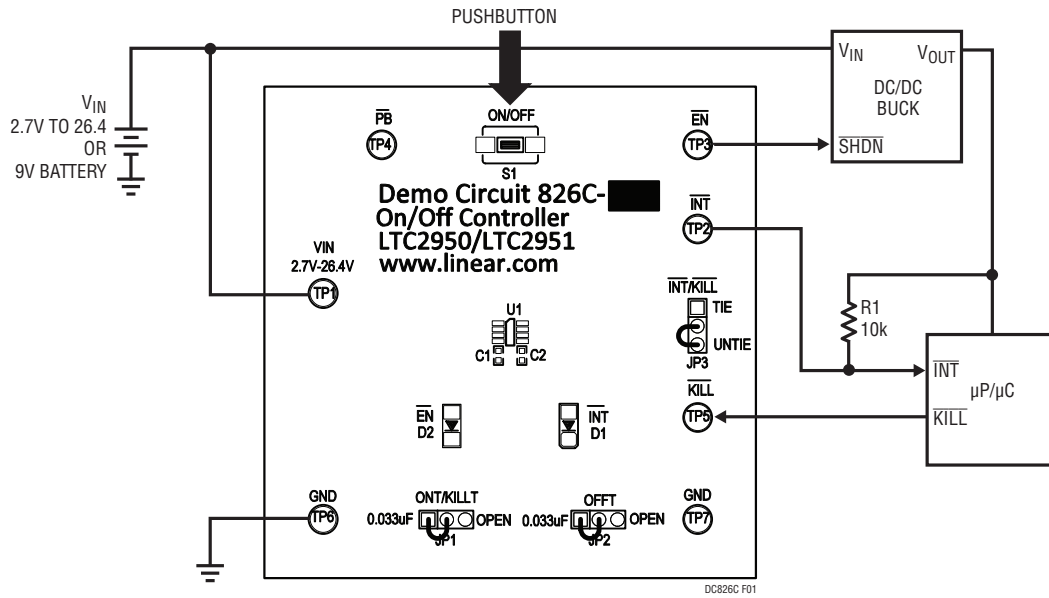 PUSHBUTTON
VIN
2.7V TO 26.4
OR
9V BATTERY
PB
TP4
ON/OFF
S1
EN
TP3
VIN
VOUT
DC/DC
BUCK
SHDN
Demo Circuit 826C-
On/Off Controller
LTC2950/LTC2951
www.linear.com
INT
TP2
VIN
2.7V-26.4V
TP1
INT/KILL
TIE
UNTIE
JP3
R1
10k
U1
C1
C2
INT
µP/µC
KILL
KILL
TP5
EN
D2
INT
D1
GND
TP6
ONT/KILLT
0.033uF
OPEN
JP1
OFFT
0.033uF
OPEN
JP2
GND
TP7
DC826C F01